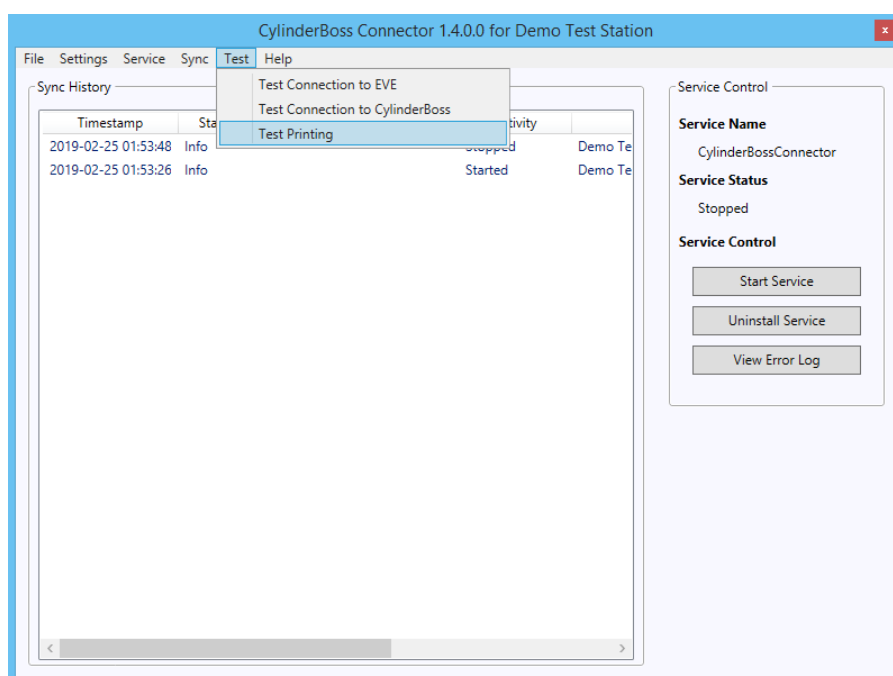 CylinderBoss Connector 1.4.0.0 for Demo Test Station
x
File Settings Service Sync Test Help
Test Connection to EVE
Test Connection to CylinderBoss
Test Printing
Sync History
Timestamp
2019-02-25 01:53:48 Info Stopped Demo Te
2019-02-25 01:53:26 Info Started Demo Te
Service Control
Service Name
CylinderBossConnector
Service Status
Stopped
Service Control
Start Service
Uninstall Service
View Error Log